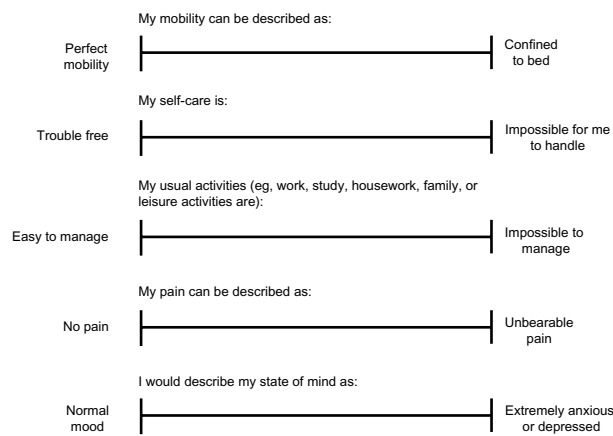 My mobility can be described as:
Perfect
mobility
Confined
to bed
My self-care is:
Trouble free
Impossible for me
to handle
My usual activities (eg, work, study, housework, family, or
leisure activities are):
Easy to manage
Impossible to
manage
My pain can be described as:
No pain
Unbearable
pain
I would describe my state of mind as:
Normal
mood
Extremely anxious
or depressed